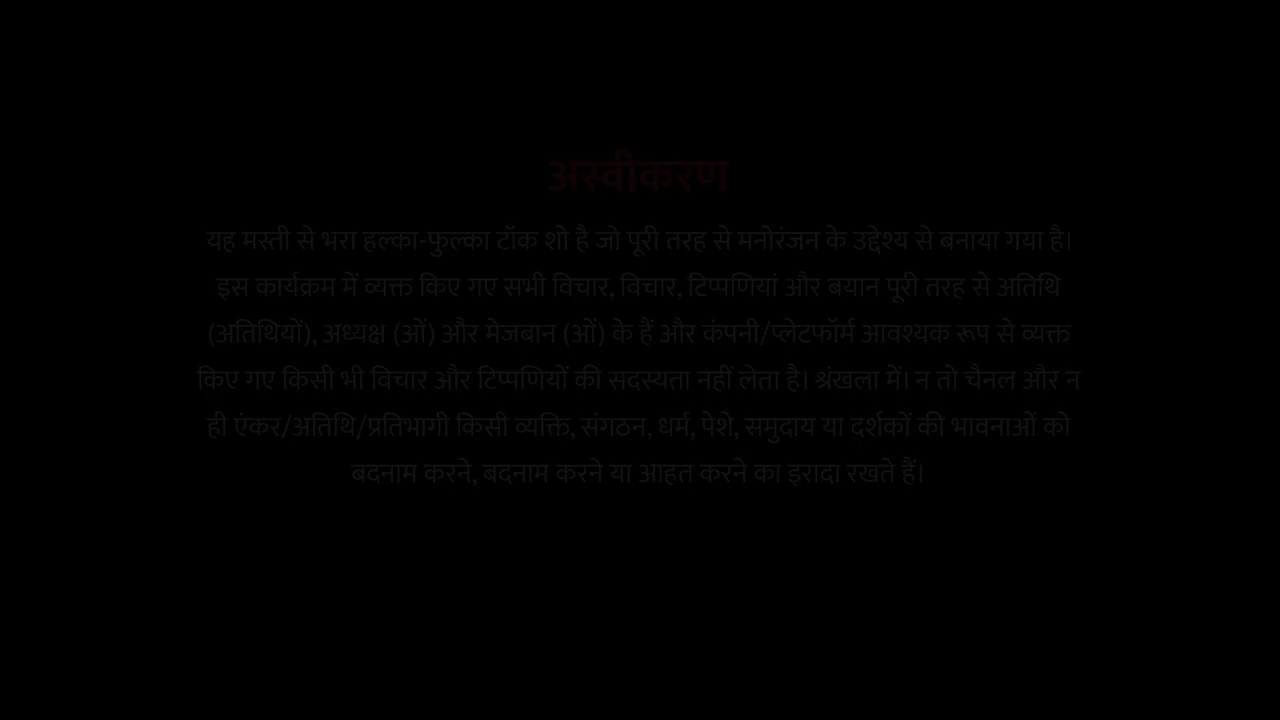 अस्वीकरण
यह मस्ती से भरा हल्का-फुल्का टॉक शो है जो पूरी तरह से मनोरंजन के उद्देश्य से बनाया गया है।
इस कार्यक्रम में व्यक्त किए गए सभी विचार, विचार, टिप्पणियां और बयान पूरी तरह से अतिथि
(अतिथियों), अध्यक्ष (ओं) और मेजबान (ओं) के हैं और कंपनी/प्लेटफॉर्म आवश्यक रूप से व्यक्त
किए गए किसी भी विचार और टिप्पणियों की सदस्यता नहीं लेता है। श्रंखला में। न तो चैनल और न
ही एंकर/अतिथि/प्रतिभागी किसी व्यक्ति, संगठन, धर्म, पेशे, समुदाय या दर्शकों की भावनाओं को
बदनाम करने, बदनाम करने या आहत करने का इरादा रखते हैं।